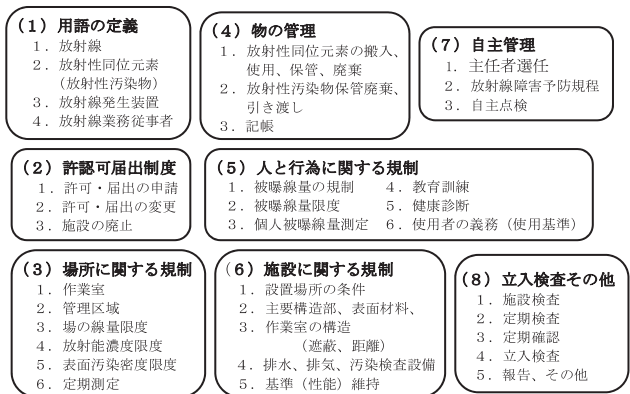 （1）用語の定義
１．放射線
２．放射性同位元素
（放射性汚染物）
３．放射線発生装置
４．放射線業務従事者
（2）許認可届出制度
１．許可・届出の申請
２．許可・届出の変更
３．施設の廃止
（3）場所に関する規制
１．作業室
２．管理区域
３．場の線量限度
４．放射能濃度限度
５．表面汚染密度限度
６．定期測定
（4）物の管理
１．放射性同位元素の搬入、
使用、保管、廃棄
２．放射性汚染物保管廃棄、
引き渡し
３．記帳
（5）人と行為に関する規制
１．被曝線量の規制　４．教育訓練
２．被曝線量限度　５．健康診断
３．個人被曝線量測定　６．使用者の義務（使用基準）
（6）施設に関する規制
１．設置場所の条件
２．主要構造部、表面材料、
３．作業室の構造
（遮蔽、距離）
４．排水、排気、汚染検査設備
５．基準（性能）維持
（7）自主管理
１．主任者選任
２．放射線障害予防規程
３．自主点検
（8）立入検査その他
１．施設検査
２．定期検査
３．定期確認
４．立入検査
５．報告、その他